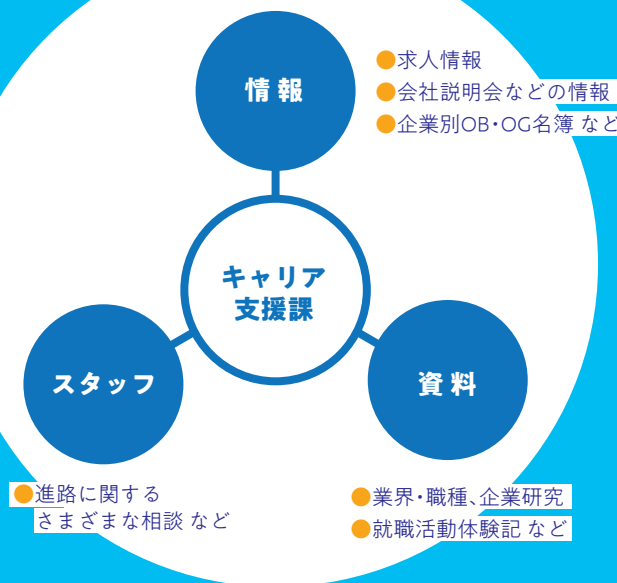 情報
●求人情報
●会社説明会などの情報
●企業別OB・OG名簿 など
キャリア
支援課
スタッフ
資料
●進路に関する
さまざまな相談 など
●業界・職種、企業研究
●就職活動体験記 など